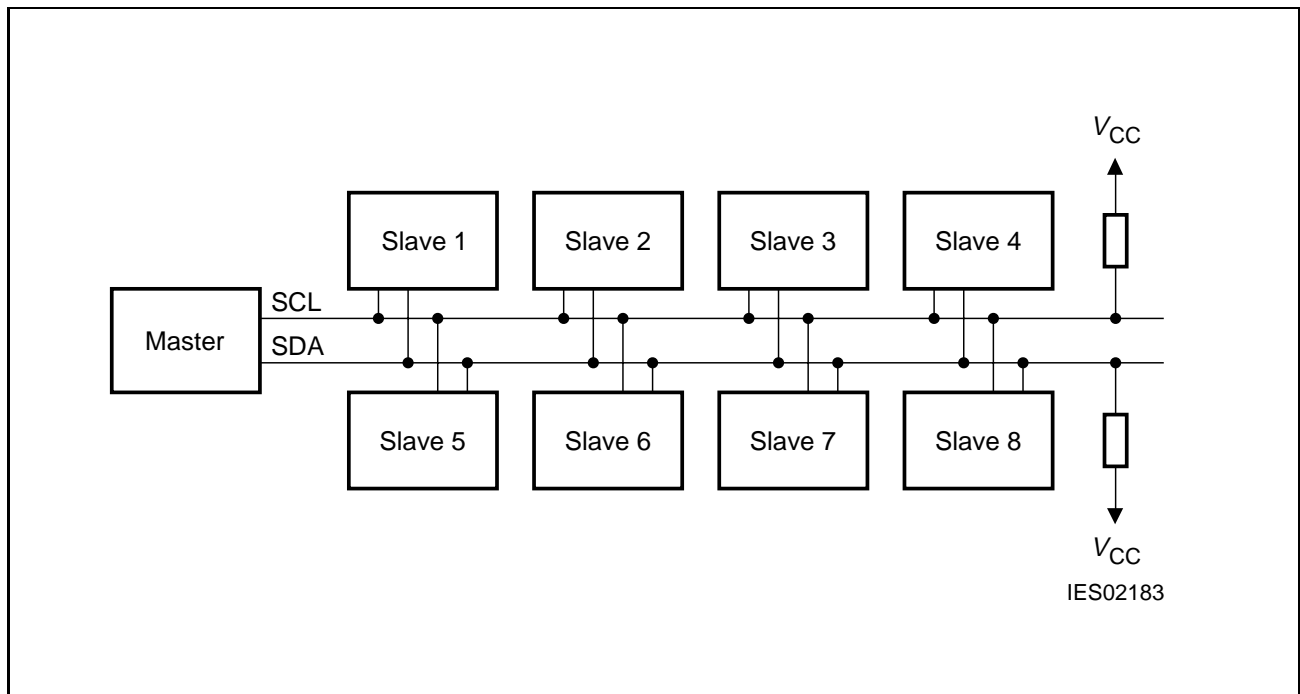 VCC
Slave 1
Slave 2
Slave 3
Slave 4
SCL
Master
SDA
Slave 5
Slave 6
Slave 7
Slave 8
VCC
IES02183